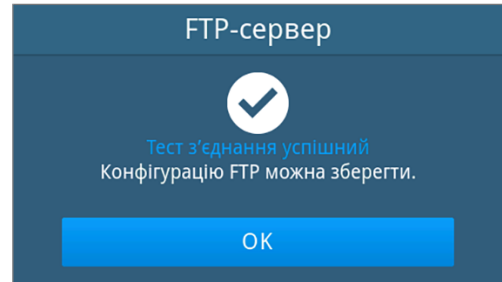 FTP-сервер
Тест з'єднання успішний
Конфігурацію FTP можна зберегти.
OK